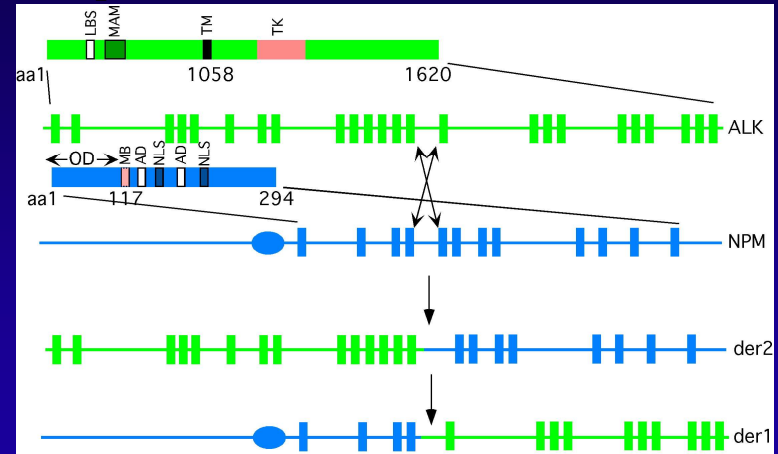 LBS MAM TM TK
aa1 1058 1620
ALK
OD MB AD NLS AD NLS
aa1 117 294
NPM
der2
der1